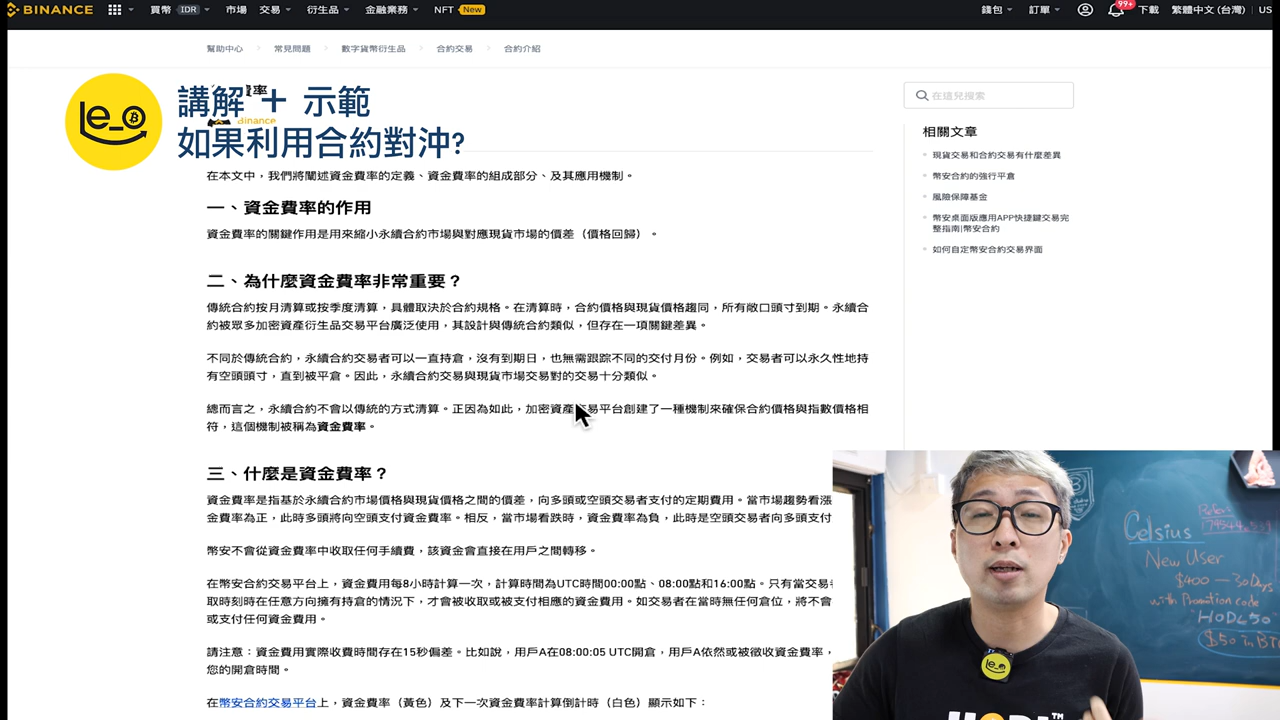 BINANCE
買幣 IDR
市場
交易
衍生品
金融業務
NFT New
錢包
訂單
99+
下載
繁體中文 (台灣)
US
幫助中心
常見問題
數字貨幣衍生品
合約交易
合約介紹
le_o
講解 + 示範
率
Binance
如果利用合約對沖?
在這兒搜索
相關文章
現貨交易和合約交易有什麼差異
幣安合約的強行平倉
風險保障基金
幣安桌面版應用APP快捷鍵交易完
整指南|幣安合約
如何自定幣安合約交易界面
在本文中，我們將闡述資金費率的定義、資金費率的組成部分、及其應用機制。
一、資金費率的作用
資金費率的關鍵作用是用來縮小永續合約市場與對應現貨市場的價差（價格回歸）。
二、為什麼資金費率非常重要？
傳統合約按月清算或按季度清算，具體取決於合約規格。在清算時，合約價格與現貨價格趨同，所有敞口頭寸到期。永續合
約被眾多加密資產衍生品交易平台廣泛使用，其設計與傳統合約類似，但存在一項關鍵差異。
不同於傳統合約，永續合約交易者可以一直持倉，沒有到期日，也無需跟踪不同的交付月份。例如，交易者可以永久性地持
有空頭頭寸，直到被平倉。因此，永續合約交易與現貨市場交易對的交易十分類似。
總而言之，永續合約不會以傳統的方式清算。正因為如此，加密資產交易平台創建了一種機制來確保合約價格與指數價格相
符，這個機制被稱為資金費率。
三、什麼是資金費率？
資金費率是指基於永續合約市場價格與現貨價格之間的價差，向多頭或空頭交易者支付的定期費用。當市場趨勢看漲
金費率為正，此時多頭將向空頭支付資金費率。相反，當市場看跌時，資金費率為負，此時是空頭交易者向多頭支付
幣安不會從資金費率中收取任何手續費，該資金會直接在用戶之間轉移。
在幣安合約交易平台上，資金費用每8小時計算一次，計算時間為UTC時間00:00點、08:00點和16:00點。只有當交易
取時刻時在任意方向擁有持倉的情況下，才會被收取或被支付相應的資金費用。如交易者在當時無任何倉位，將不會
或支付任何資金費用。
請注意：資金費用實際收費時間存在15秒偏差。比如說，用戶A在08:00:05 UTC開倉，用戶A依然或被徵收資金費率，
您的開倉時間。
在幣安合約交易平台上，資金費率（黃色）及下一次資金費率計算倒計時（白色）顯示如下：
Celsius
New User
$400 — 30 Days
with Promotion code
HODL50
$50 in BT
le_o
HODL™